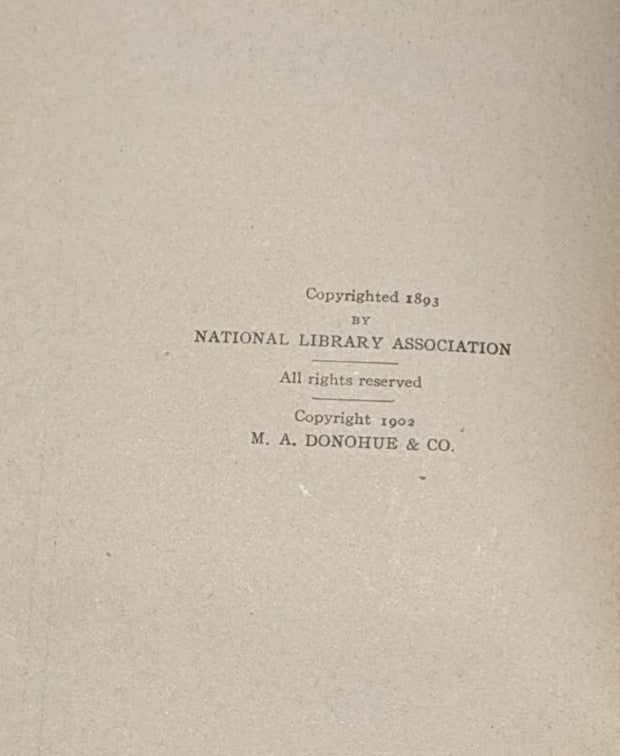 Copyrighted 1893
BY
NATIONAL LIBRARY ASSOCIATION
All rights reserved
Copyright 1902
M. A. DONOHUE & CO.